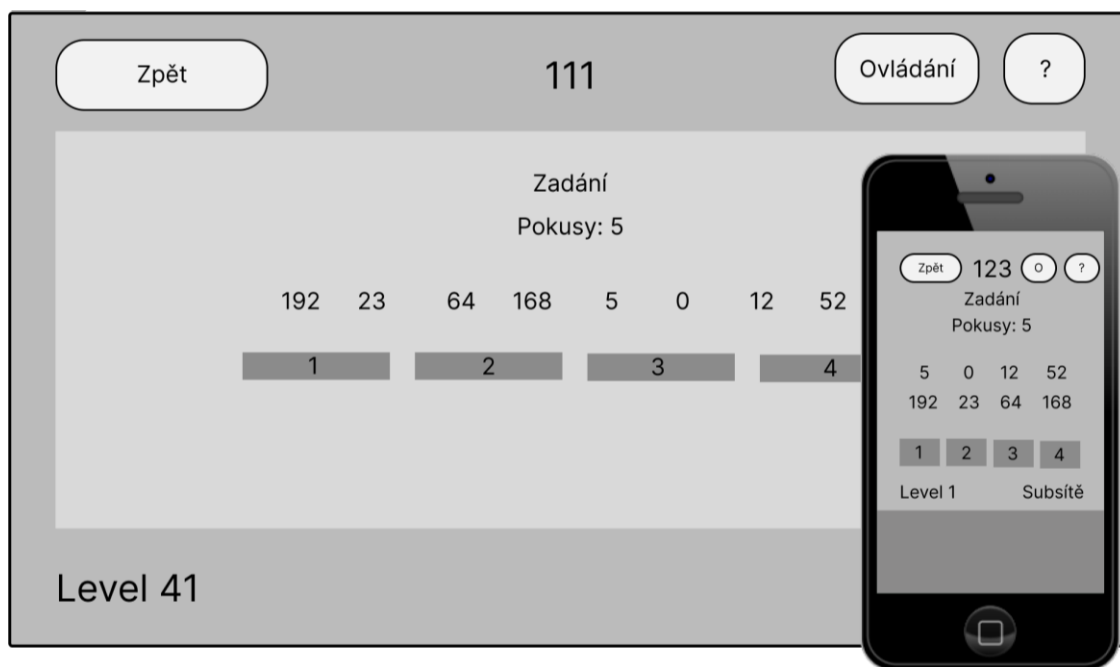 Zpět 111 Ovládání ?
Zadání
Pokusy: 5
192 23 64 168 5 0 12 52
1 2 3 4
Level 41
Zpět 123 O ?
Zadání
Pokusy: 5
5 0 12 52
192 23 64 168
1 2 3 4
Level 1 Subsítě